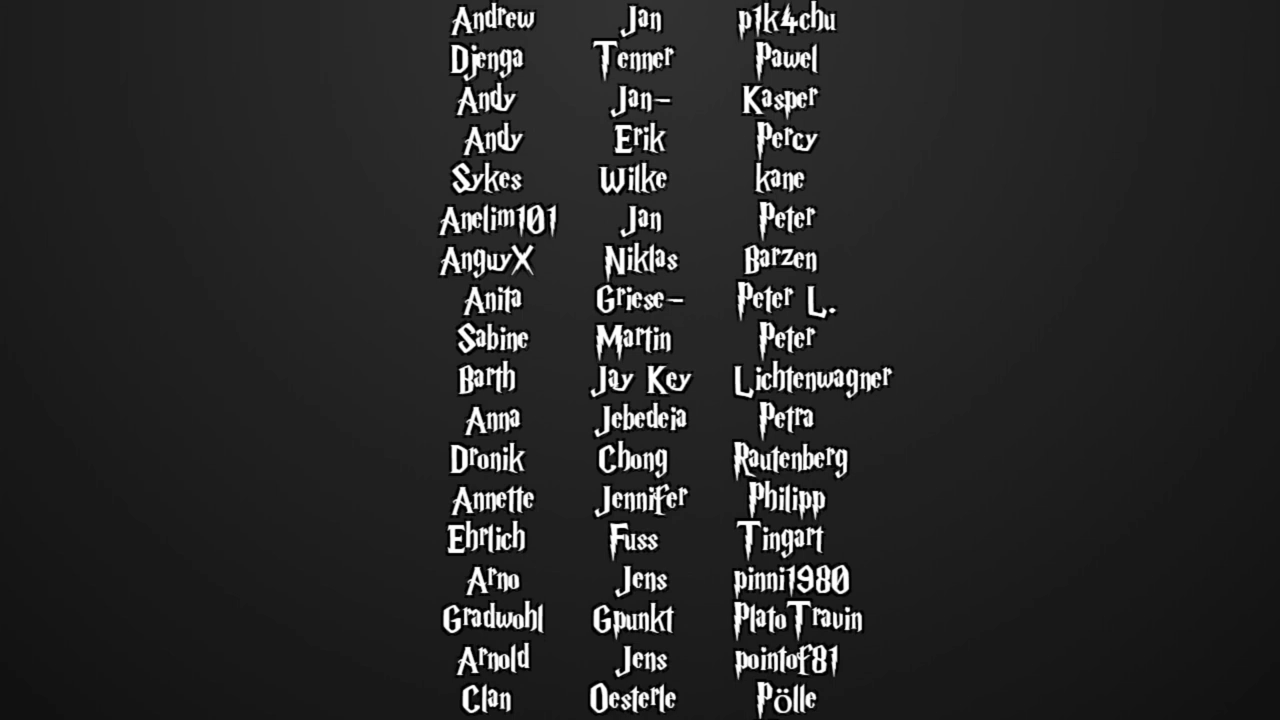 Andrew Jan p1k4chu
Djenga Tenner Pawel
Andy Jan- Kasper
Andy Erik Percy
Sykes Wilke kane
Anelim101 Jan Peter
AnguyX Niklas Barzen
Anita Griese- Peter L.
Sabine Martin Peter
Barth Jay Key Lichtenwagner
Anna Jebedeia Petra
Dronik Chong Rautenberg
Annette Jennifer Philipp
Ehrlich Fuss Tingart
Arno Jens pinni1980
Gradwohl Gpunkt PlatoTravin
Arnold Jens pointof81
Clan Oesterle Pölle